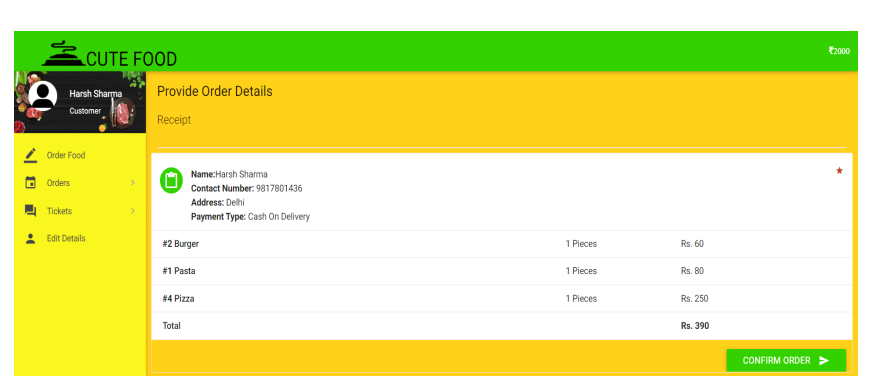 CUTE FOOD
₹2000
Harsh Sharma
Customer
Order Food
Orders
Tickets
Edit Details
Provide Order Details
Receipt
Name:Harsh Sharma
Contact Number: 9817801436
Address: Delhi
Payment Type: Cash On Delivery
#2 Burger 1 Pieces Rs. 60
#1 Pasta 1 Pieces Rs. 80
#4 Pizza 1 Pieces Rs. 250
Total Rs. 390
CONFIRM ORDER